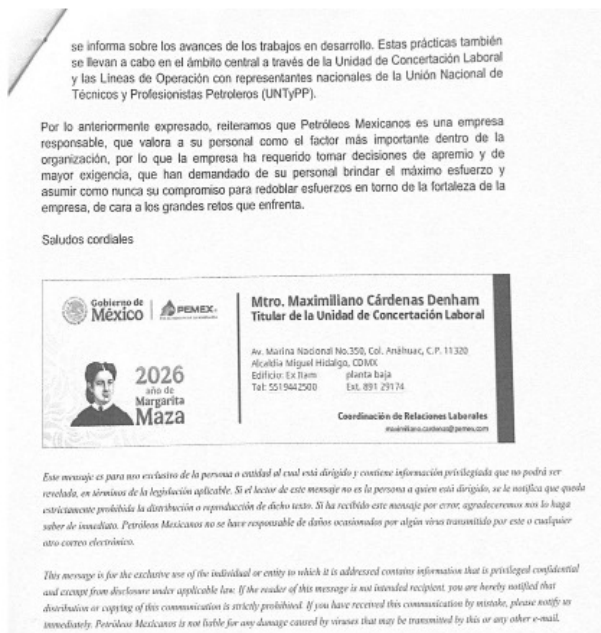 se informa sobre los avances de los trabajos en desarrollo. Estas prácticas también
se llevan a cabo en el ámbito central a través de la Unidad de Concertación Laboral
y las Líneas de Operación con representantes nacionales de la Unión Nacional de
Técnicos y Profesionistas Petroleros (UNTyPP).
Por lo anteriormente expresado, reiteramos que Petróleos Mexicanos es una empresa
responsable, que valora a su personal como el factor más importante dentro de la
organización, por lo que la empresa ha requerido tomar decisiones de apremio y de
mayor exigencia, que han demandado de su personal brindar el máximo esfuerzo y
asumir como nunca su compromiso para redoblar esfuerzos en torno de la fortaleza de la
empresa, de cara a los grandes retos que enfrenta.
Saludos cordiales
Gobierno de
México
PEMEX
2026
año de
Margarita
Maza
Mtro. Maximiliano Cárdenas Denham
Titular de la Unidad de Concertación Laboral
Av. Marina Nacional No.350, Col. Anáhuac, C.P. 11320
Alcaldía Miguel Hidalgo, CDMX
Edificio: Ex planta baja
Tel: 5519442500 Ext. 891 29174
Coordinación de Relaciones Laborales
maximiliano.cardenas@pemex.com
Este mensaje es para uso exclusivo de la persona o entidad al cual está dirigido y contiene información privilegiada que no podrá ser
revelada, en términos de la legislación aplicable. Si el lector de este mensaje no es la persona a quien está dirigido, se le notifica que queda
estrictamente prohibida la distribución o reproducción de dicho texto. Si ha recibido este mensaje por error, agradeceremos nos lo haga
saber de inmediato. Petróleos Mexicanos no se hace responsable de daños ocasionados por algún virus transmitido por este o cualquier
otro correo electrónico.
This message is for the exclusive use of the individual or entity to which it is addressed contains information that is privileged confidential
and exempt from disclosure under applicable law. If the reader of this message is not intended recipient, you are hereby notified that
distribution or copying of this communication is strictly prohibited. If you have received this communication by mistake, please notify us
immediately. Petróleos Mexicanos is not liable for any damage caused by viruses that may be transmitted by this or any other e-mail.